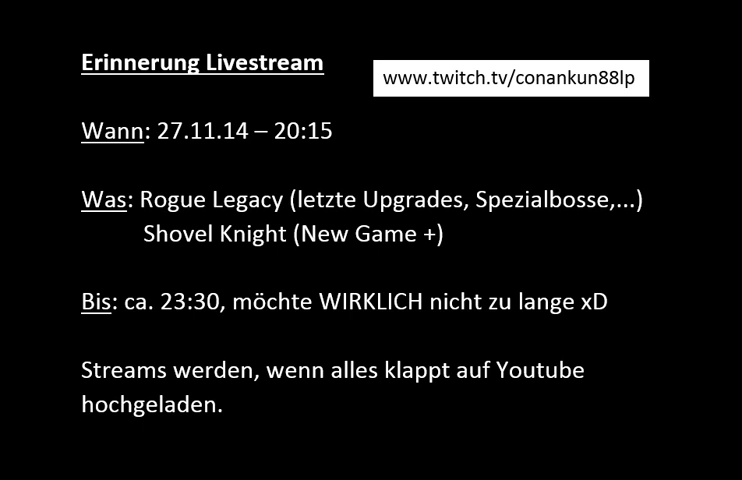 Erinnerung Livestream
www.twitch.tv/conankun88lp
Wann: 27.11.14 – 20:15
Was: Rogue Legacy (letzte Upgrades, Spezialbosse,...)
Shovel Knight (New Game +)
Bis: ca. 23:30, möchte WIRKLICH nicht zu lange xD
Streams werden, wenn alles klappt auf Youtube
hochgeladen.